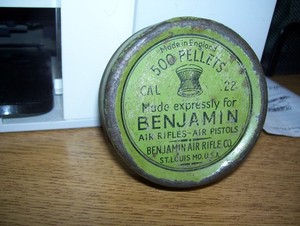 Made in England
500 PELLETS
CAL .22
Made expressly for
BENJAMIN
AIR RIFLES-AIR PISTOLS
BENJAMIN AIR RIFLE CO.
ST. LOUIS MO. U.S.A.